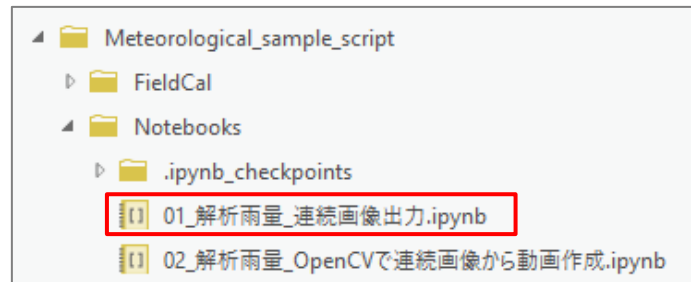 Meteorological_sample_script
FieldCal
Notebooks
.ipynb_checkpoints
01_解析雨量_連続画像出力.ipynb
02_解析雨量_OpenCVで連続画像から動画作成.ipynb